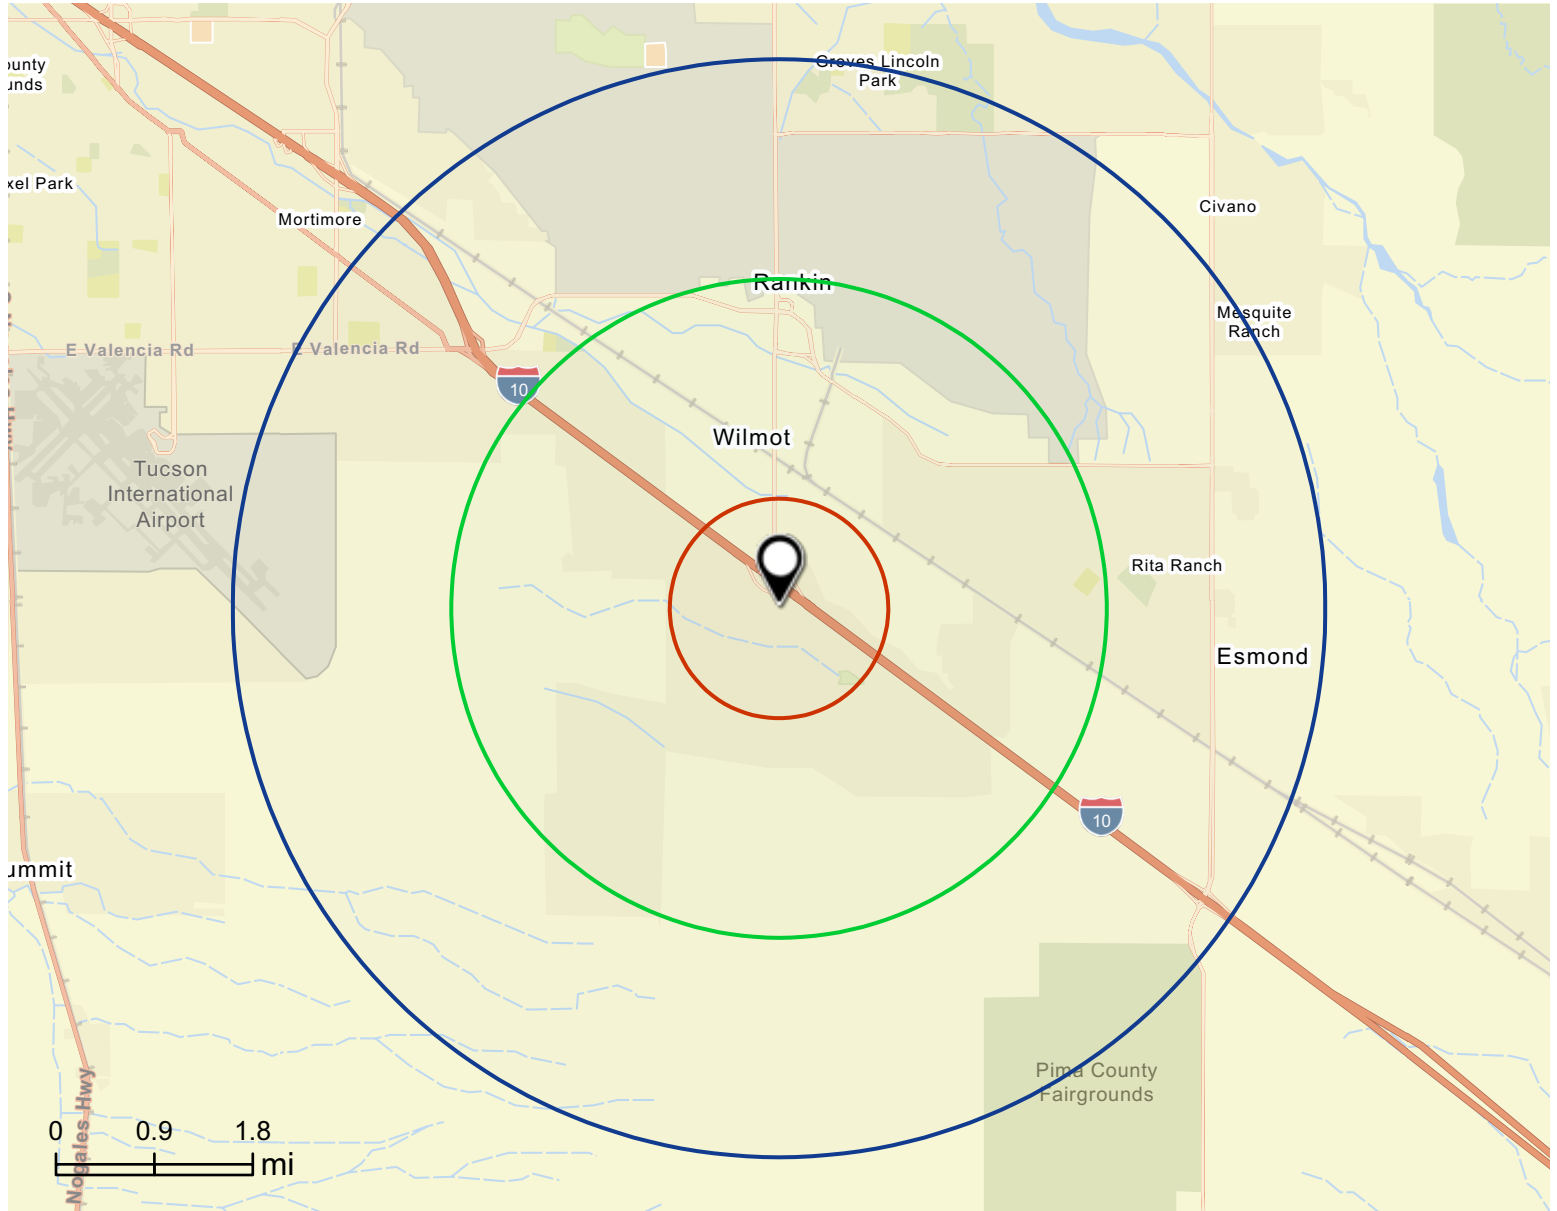 Groves Lincoln
Park
ounty
unds
xel Park
Mortimore
Civano
Rankin
Mesquite
Ranch
E Valencia Rd
E Valencia Rd
10
Wilmot
Tucson
International
Airport
Rita Ranch
Esmond
10
ummit
Pima County
Fairgrounds
Nogales Hwy
0 0.9 1.8
mi